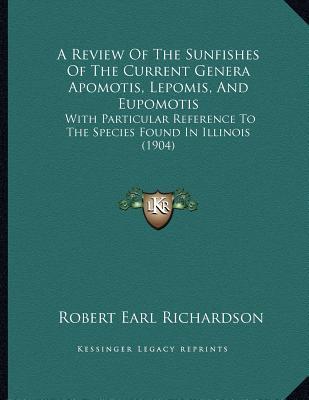 A Review Of The Sunfishes
Of The Current Genera
Apomotis, Lepomis, And
Eupomotis
With Particular Reference To
The Species Found In Illinois
(1904)
LKR
Robert Earl Richardson
Kessinger Legacy Reprints